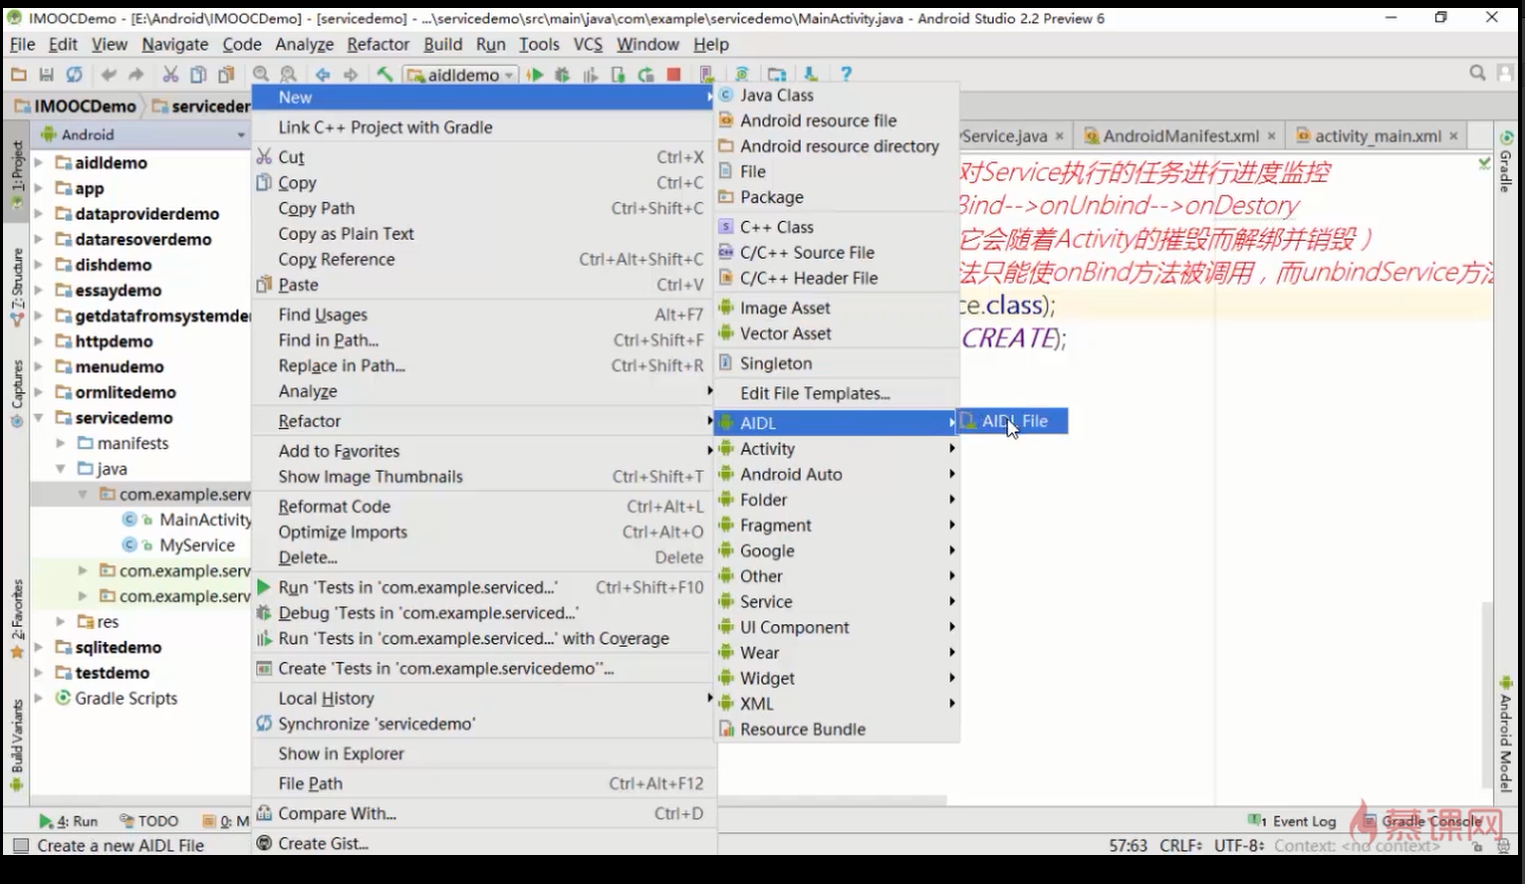 IMOOCDemo - [E:\Android\IMOOCDemo] - [servicedemo] - ...\servicedemo\src\main\java\com\example\servicedemo\MainActivity.java - Android Studio 2.2 Preview 6
File Edit View Navigate Code Analyze Refactor Build Run Tools VCS Window Help
aidldemo
IMOOCDemo servicedem
Android
yService.java AndroidManifest.xml activity_main.xml
1: Project
Z: Structure
Captures
2: Favorites
Build Variants
aidldemo
app
dataproviderdemo
dataresoverdemo
dishdemo
essaydemo
getdatafromsystemde
httpdemo
menudemo
ormlitedemo
servicedemo
manifests
java
com.example.serv
MainActivity
MyService
com.example.serv
com.example.serv
res
sqlitedemo
testdemo
Gradle Scripts
New
Link C++ Project with Gradle
Cut Ctrl+X
Copy Ctrl+C
Copy Path Ctrl+Shift+C
Copy as Plain Text
Copy Reference Ctrl+Alt+Shift+C
Paste Ctrl+V
Find Usages Alt+F7
Find in Path... Ctrl+Shift+F
Replace in Path... Ctrl+Shift+R
Analyze
Refactor
Add to Favorites
Show Image Thumbnails Ctrl+Shift+T
Reformat Code Ctrl+Alt+L
Optimize Imports Ctrl+Alt+O
Delete... Delete
Run 'Tests in 'com.example.serviced...' Ctrl+Shift+F10
Debug 'Tests in 'com.example.serviced...'
Run 'Tests in 'com.example.serviced...' with Coverage
Create 'Tests in 'com.example.servicedemo''...
Local History
Synchronize 'servicedemo'
Show in Explorer
File Path Ctrl+Alt+F12
Compare With... Ctrl+D
Create Gist...
Java Class
Android resource file
Android resource directory
File
Package
C++ Class
C/C++ Source File
C/C++ Header File
Image Asset
Vector Asset
Singleton
Edit File Templates...
AIDL
Activity
Android Auto
Folder
Fragment
Google
Other
Service
UI Component
Wear
Widget
XML
Resource Bundle
AIDL File
对Service执行的任务进行进度监控
Bind-->onUnbind-->onDestory
它会随着Activity的摧毁而解绑并销毁）
法只能使onBind方法被调用，而unbindService方法
ce.class);
CREATE);
Gradle
Android Model
4: Run TODO 0: M
1 Event Log Gradle Console
慕课网
Create a new AIDL File
57:63 CRLF UTF-8 Context: <no context>